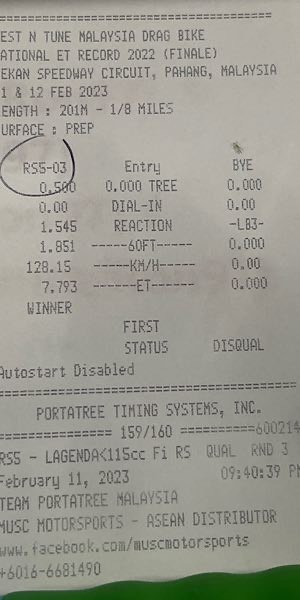 EST N TUNE MALAYSIA DRAG BIKE
ATIONAL ET RECORD 2022 (FINALE)
EKAN SPEEDWAY CIRCUIT, PAHANG, MALAYSIA
1 & 12 FEB 2023
ENGTH : 201M - 1/8 MILES
URFACE : PREP
RS5-03 Entry BYE
0.500 0.000 TREE 0.000
0.00 DIAL-IN 0.00
1.545 REACTION -L83-
1.851 -----60FT----- 0.000
128.15 -----KM/H----- 0.00
7.793 ------ET------ 0.000
WINNER
FIRST
STATUS DISQUAL
Autostart Disabled
PORTATREE TIMING SYSTEMS, INC.
============== 159/160 ==========600214
RS5 - LAGENDA<115cc Fi RS QUAL RND 3
February 11, 2023 09:40:39 PM
TEAM PORTATREE MALAYSIA
MUSC MOTORSPORTS - ASEAN DISTRIBUTOR
www.facebook.com/muscmotorsports
+6016-6681490